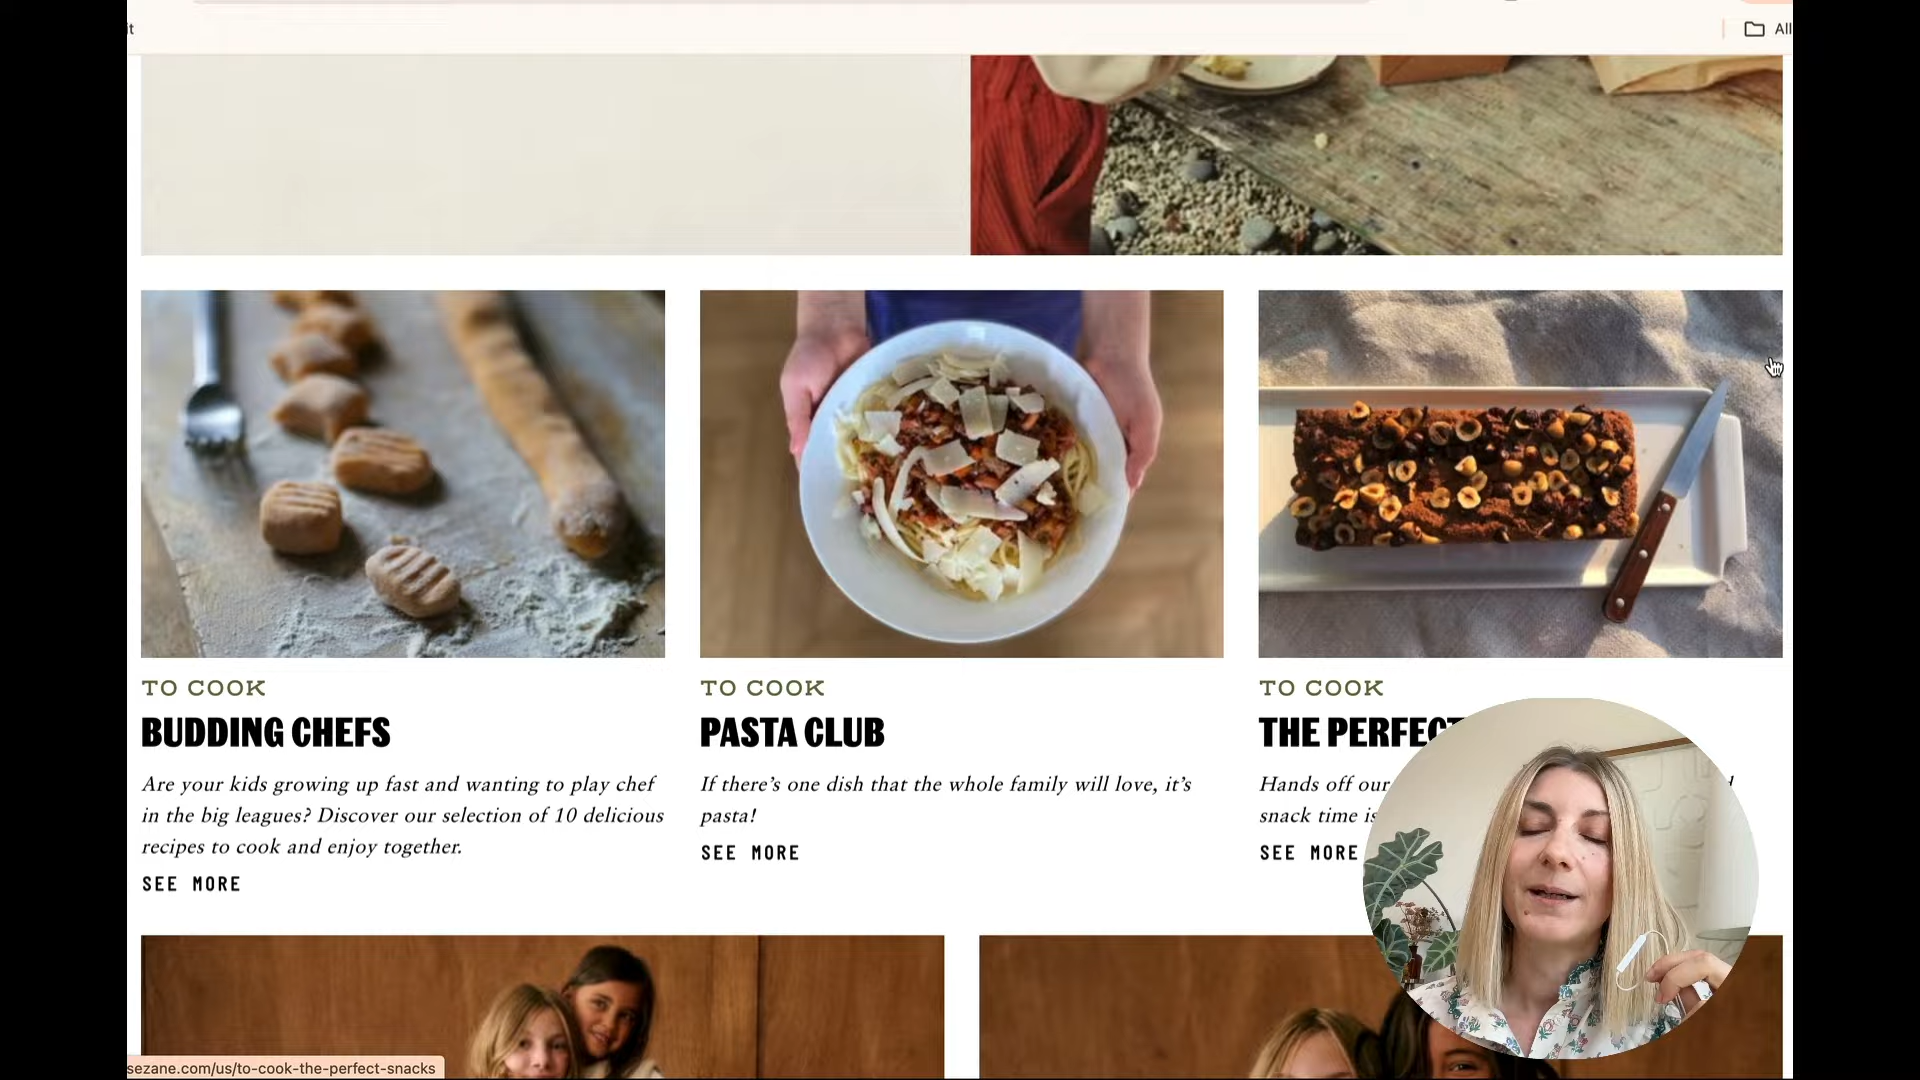 it
All
TO COOK
BUDDING CHEFS
Are your kids growing up fast and wanting to play chef
in the big leagues? Discover our selection of 10 delicious
recipes to cook and enjoy together.
SEE MORE
TO COOK
PASTA CLUB
If there’s one dish that the whole family will love, it’s
pasta!
SEE MORE
TO COOK
THE PERFECT
Hands off our
snack time is
SEE MORE
sezane.com/us/to-cook-the-perfect-snacks